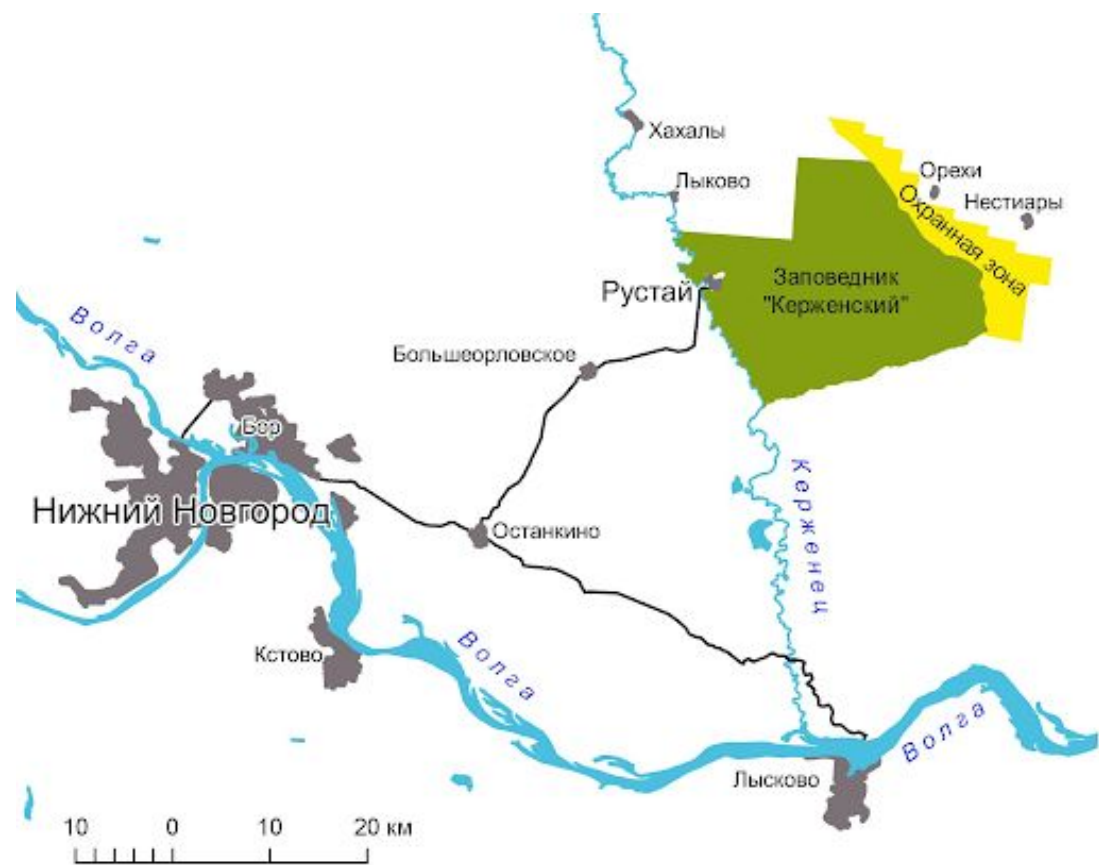 Хахалы
Лыково
Орехи
Нестиары
Охранная зона
Заповедник
"Керженский"
Рустай
Волга
Большеорловское
Бор
Нижний Новгород
Останкино
Керженец
Кстово
Волга
Волга
Лысково
10 0 10 20 км